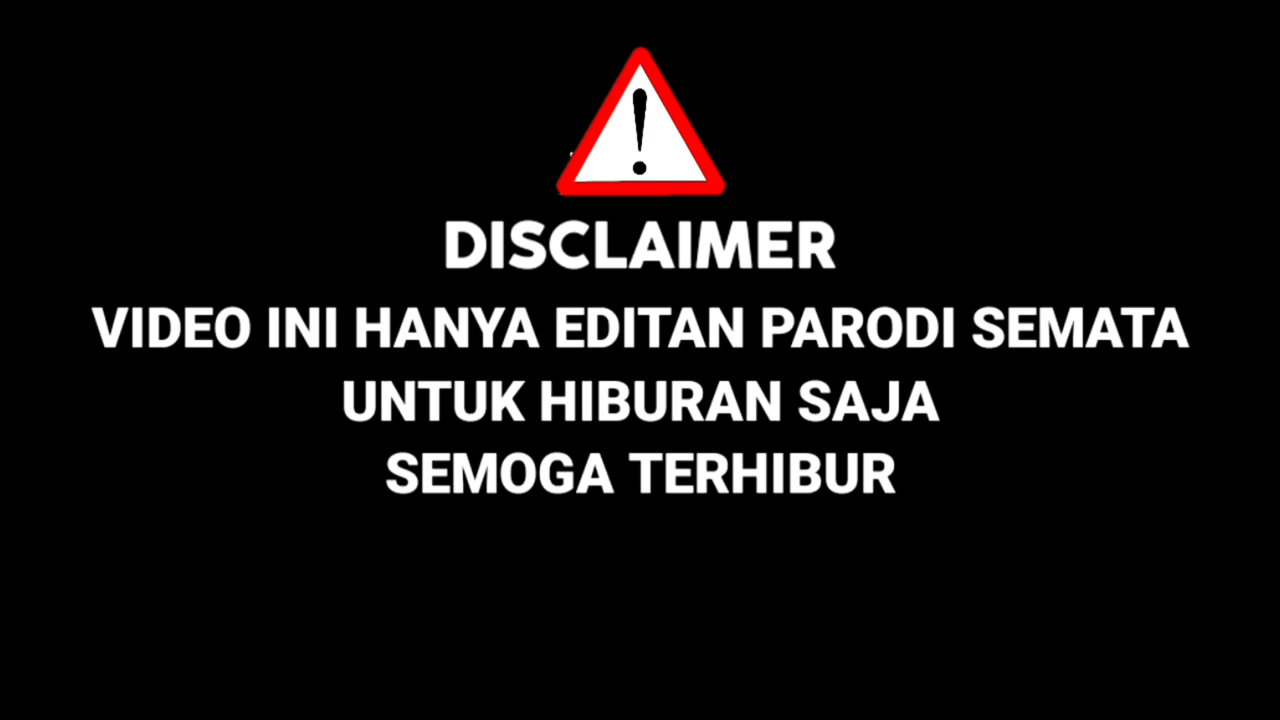 DISCLAIMER
VIDEO INI HANYA EDITAN PARODI SEMATA
UNTUK HIBURAN SAJA
SEMOGA TERHIBUR